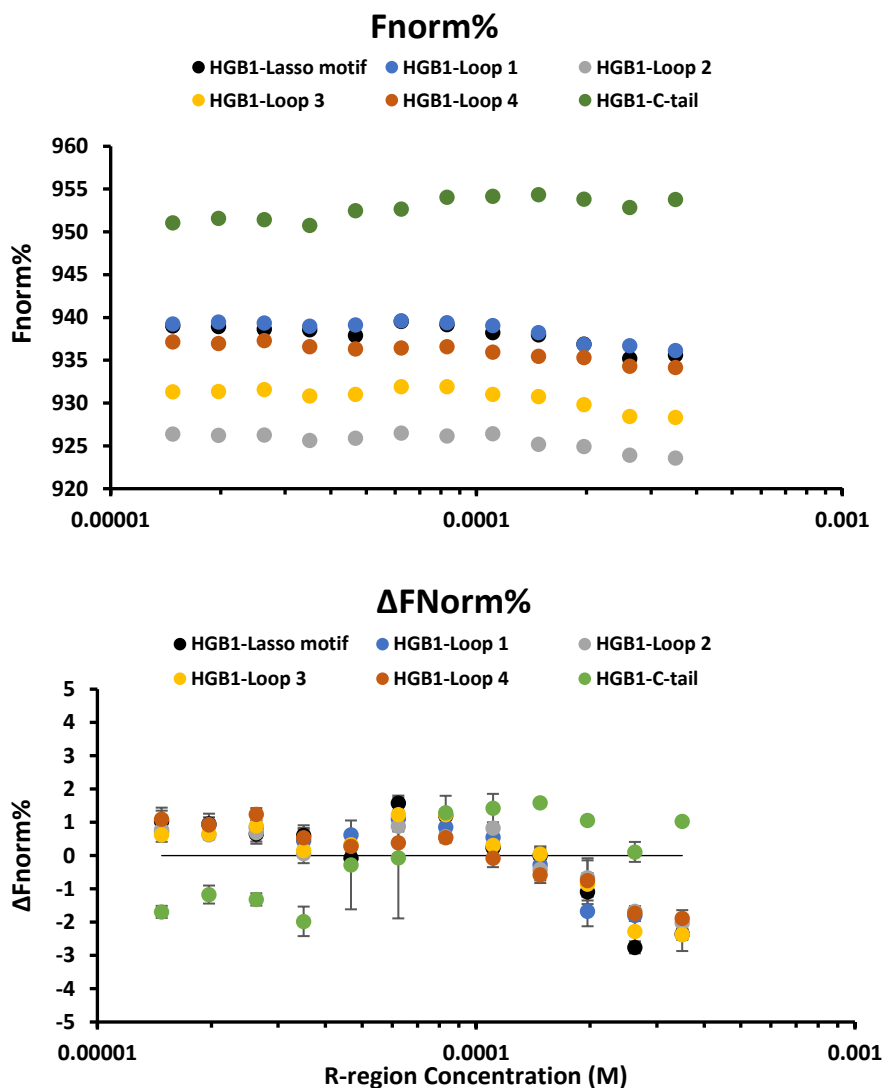 Fnorm%
HGB1-Lasso motif HGB1-Loop 1 HGB1-Loop 2
HGB1-Loop 3 HGB1-Loop 4 HGB1-C-tail
960
955
950
945
940
935
930
925
920
Fnorm%
0.00001 0.0001 0.001
ΔFNorm%
HGB1-Lasso motif HGB1-Loop 1 HGB1-Loop 2
HGB1-Loop 3 HGB1-Loop 4 HGB1-C-tail
5
4
3
2
1
0
-1
-2
-3
-4
-5
ΔFnorm%
0.00001 0.0001 0.001
R-region Concentration (M)